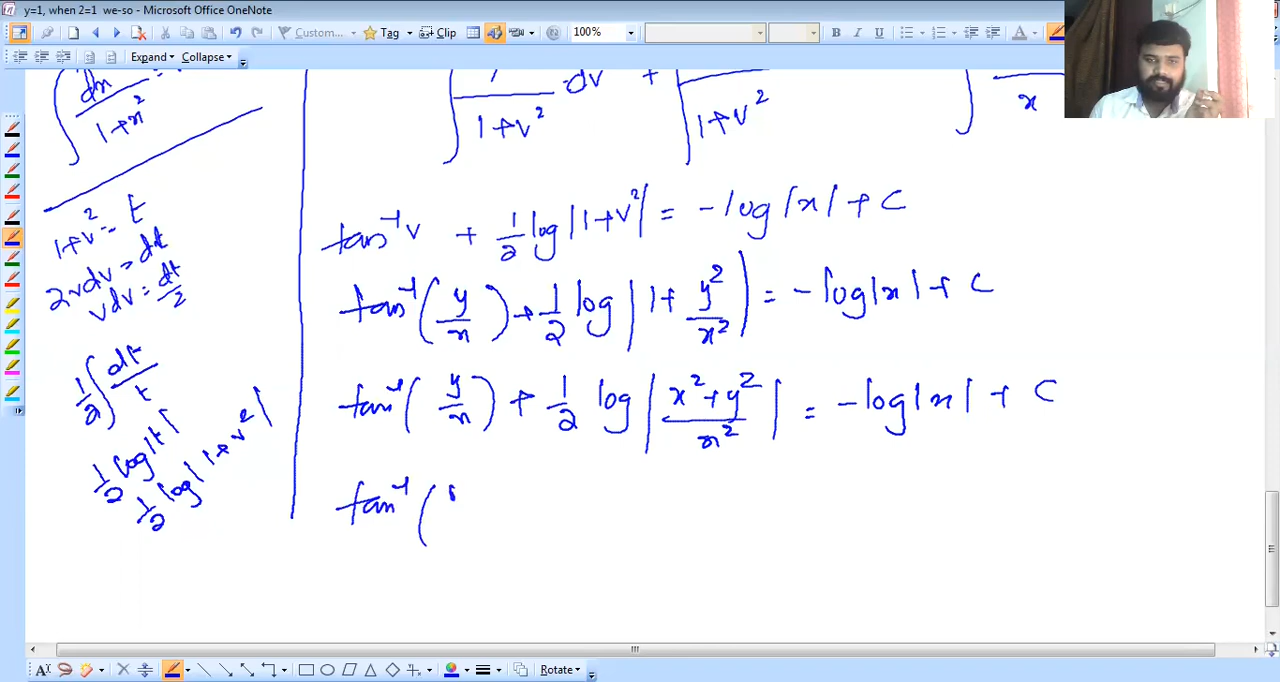 y=1, when 2=1 we-so - Microsoft Office OneNote
Custom... Tag Clip 100% B I U A
Expand Collapse
∫ dx/1+x² =
∫ 1/1+v² dv + ∫ /1+v² ∫ /x
1+v² = t
2vdv = dt
vdv = dt/2
1/2 ∫ dt/t
1/2 log|t|
1/2 log|1+v²|
tan⁻¹v + 1/2 log|1+v²| = -log|x| + C
tan⁻¹(y/x) + 1/2 log|1+ y²/x²| = -log|x| + C
tan⁻¹(y/x) + 1/2 log|x²+y²/x²| = -log|x| + C
tan⁻¹(
A Rotate